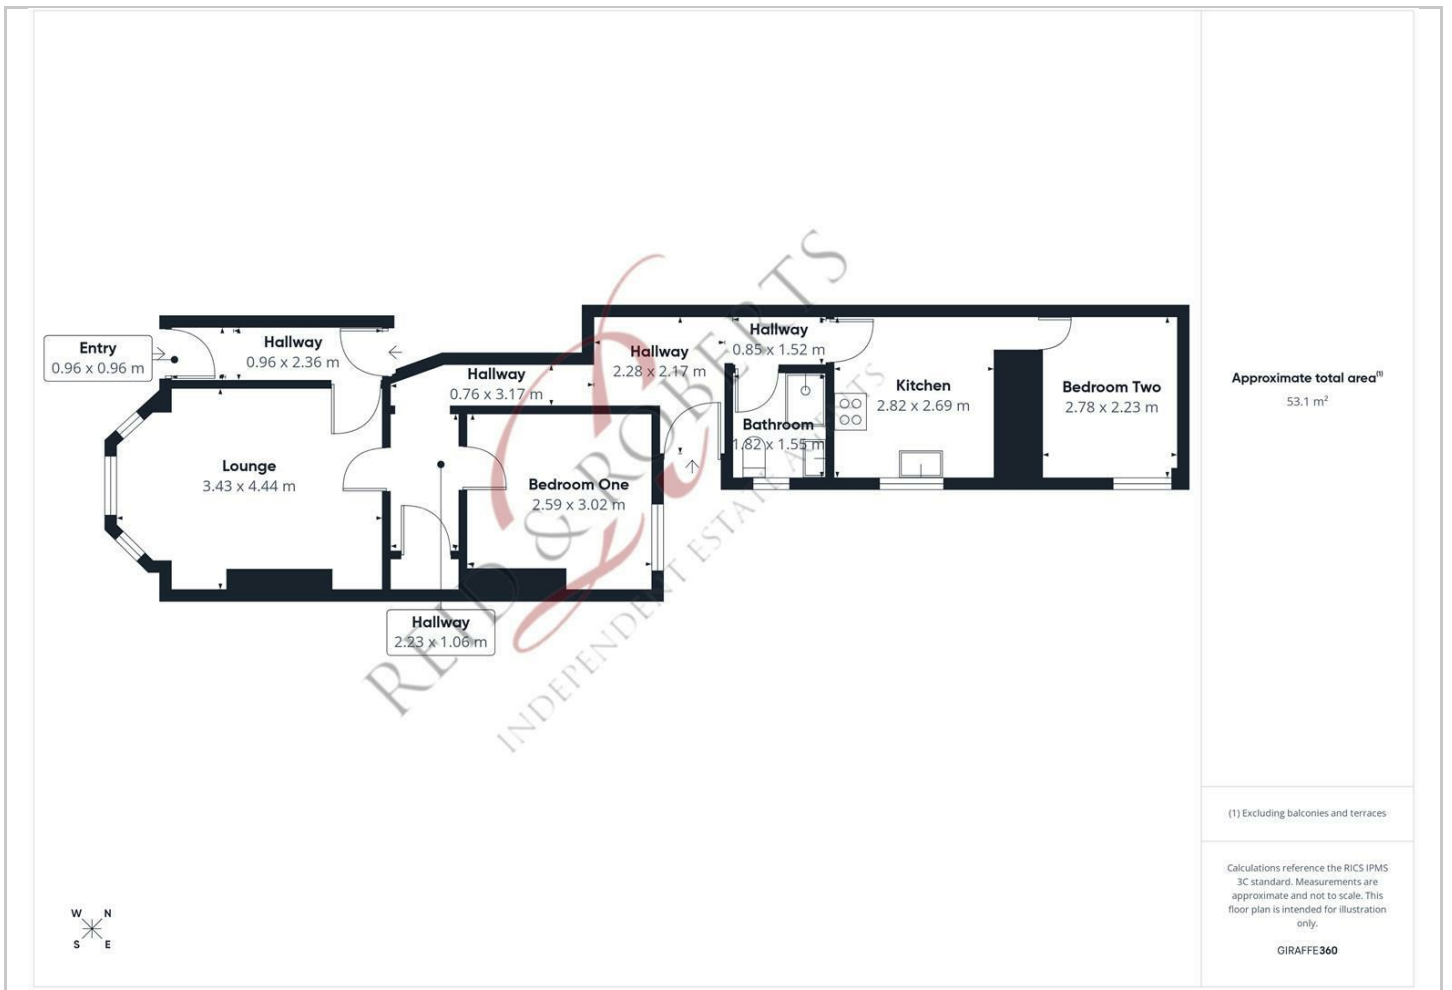 Entry
0.96 x 0.96 m
Hallway
0.96 x 2.36 m
Hallway
0.76 x 3.17 m
Hallway
2.28 x 2.17 m
Hallway
0.85 x 1.52 m
Kitchen
2.82 x 2.69 m
Bedroom Two
2.78 x 2.23 m
Bathroom
1.82 x 1.55 m
Lounge
3.43 x 4.44 m
Bedroom One
2.59 x 3.02 m
Hallway
2.23 x 1.06 m
REID & ROBERTS
INDEPENDENT ESTATE AGENTS
W N
S E
Approximate total area(1)
53.1 m²
(1) Excluding balconies and terraces
Calculations reference the RICS IPMS
3C standard. Measurements are
approximate and not to scale. This
floor plan is intended for illustration
only.
GIRAFFE360